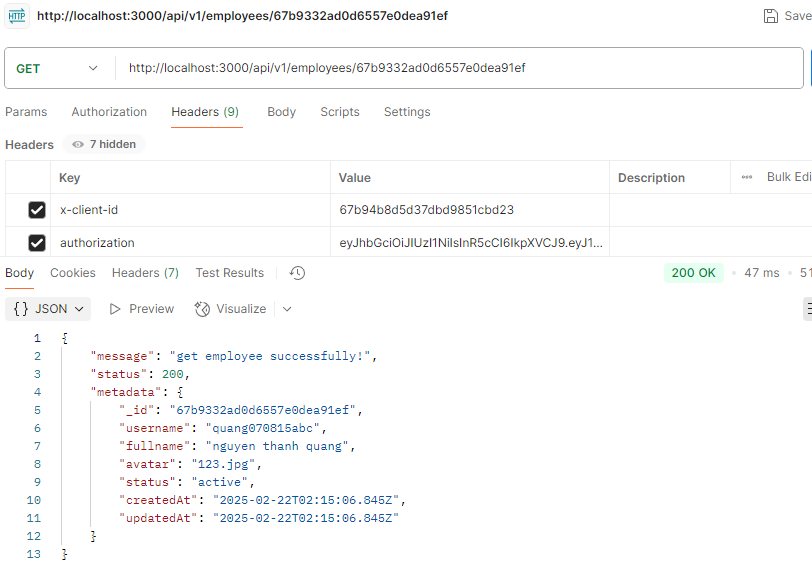 HTTP http://localhost:3000/api/v1/employees/67b9332ad0d6557e0dea91ef Save
GET http://localhost:3000/api/v1/employees/67b9332ad0d6557e0dea91ef
Params Authorization Headers (9) Body Scripts Settings
Headers 7 hidden
Key Value Description ••• Bulk Edi
x-client-id 67b94b8d5d37dbd9851cbd23
authorization eyJhbGciOiJIUzI1NiIsInR5cCI6IkpXVCJ9.eyJ1...
Body Cookies Headers (7) Test Results 200 OK • 47 ms • 51
{} JSON Preview Visualize
1 {
2 "message": "get employee successfully!",
3 "status": 200,
4 "metadata": {
5 "_id": "67b9332ad0d6557e0dea91ef",
6 "username": "quang070815abc",
7 "fullname": "nguyen thanh quang",
8 "avatar": "123.jpg",
9 "status": "active",
10 "createdAt": "2025-02-22T02:15:06.845Z",
11 "updatedAt": "2025-02-22T02:15:06.845Z"
12 }
13 }